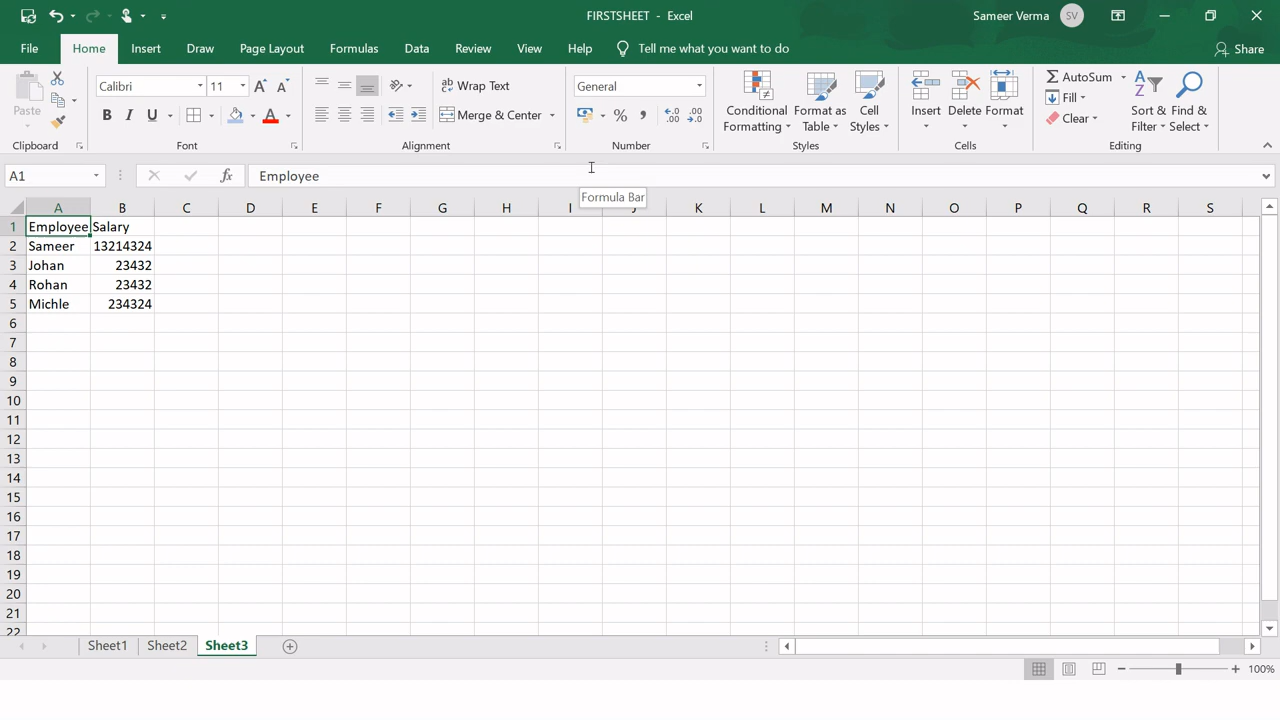 FIRSTSHEET - Excel
Sameer Verma SV
File Home Insert Draw Page Layout Formulas Data Review View Help Tell me what you want to do Share
Paste
Calibri 11
B I U A
Wrap Text
Merge & Center
General
% ,
Conditional Formatting
Format as Table
Cell Styles
Insert Delete Format
AutoSum
Fill
Clear
Sort & Filter
Find & Select
Clipboard Font Alignment Number Styles Cells Editing
A1 fx Employee
Formula Bar
A B C D E F G H I J K L M N O P Q R S
1 Employee Salary
2 Sameer 13214324
3 Johan 23432
4 Rohan 23432
5 Michle 234324
6
7
8
9
10
11
12
13
14
15
16
17
18
19
20
21
22
Sheet1 Sheet2 Sheet3
100%